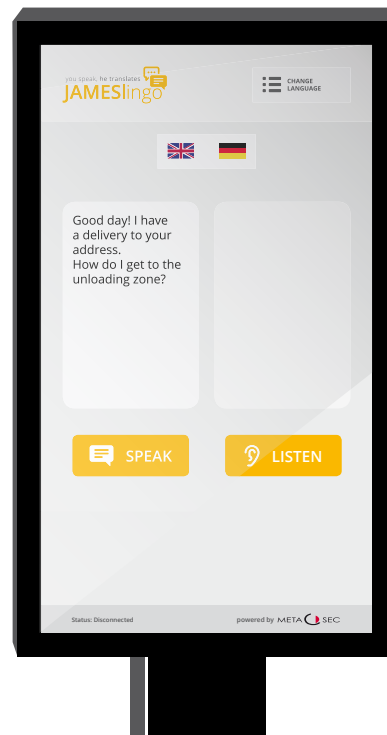 you speak, he translates
JAMESlingo
CHANGE
LANGUAGE
Good day! I have
a delivery to your
address.
How do I get to the
unloading zone?
SPEAK
LISTEN
Status: Disconnected
powered by META SEC